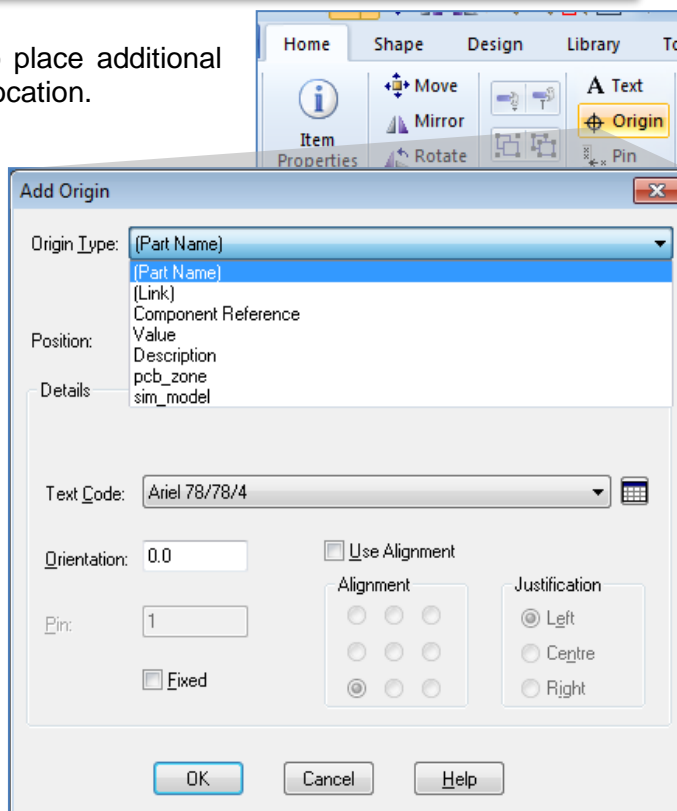 place additional
ocation.
Home Shape Design Library To
Move
Mirror
Rotate
Item
Properties
A Text
Origin
Pin
Add Origin
Origin Type: (Part Name)
(Part Name)
(Link)
Component Reference
Value
Description
pcb_zone
sim_model
Position:
Details
Text Code: Ariel 78/78/4
Orientation: 0.0
Use Alignment
Alignment
Justification
Pin: 1
Left
Centre
Right
Fixed
OK Cancel Help